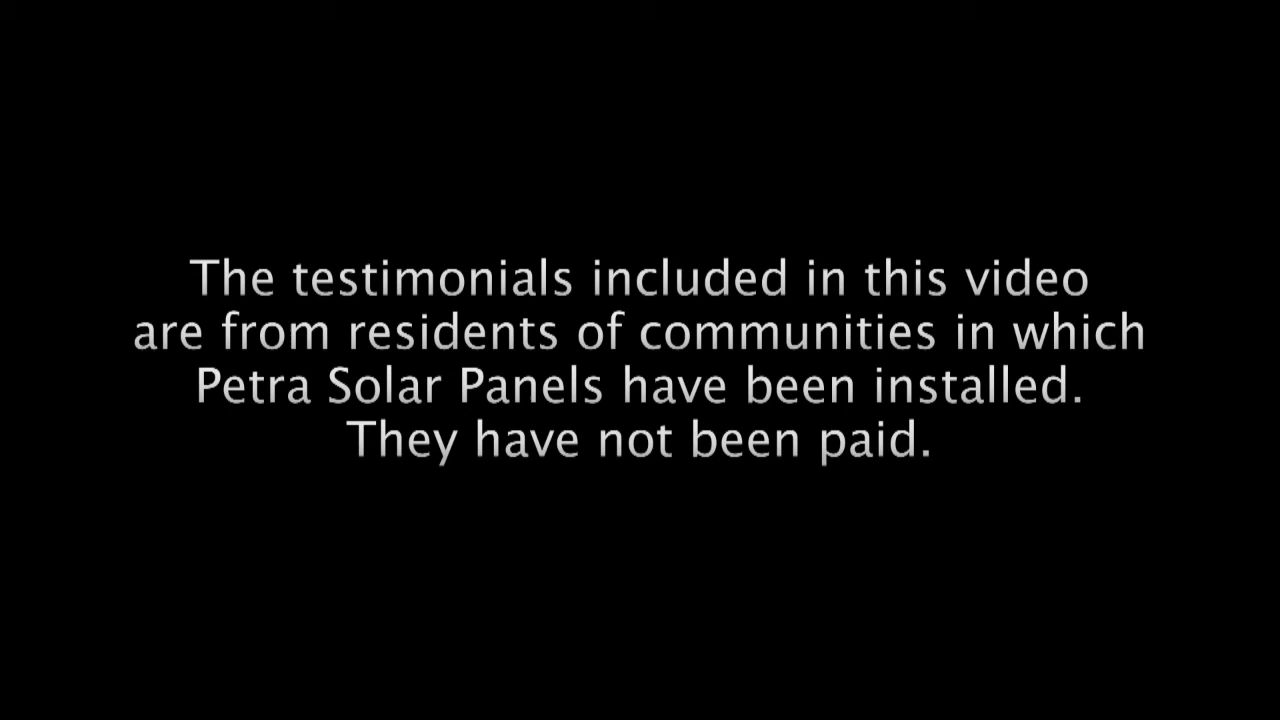 The testimonials included in this video
are from residents of communities in which
Petra Solar Panels have been installed.
They have not been paid.